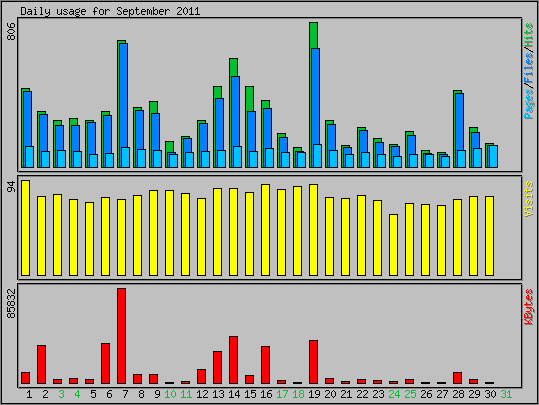 Daily usage for September 2011
806
Pages/Files/Hits
94
Visits
85832
KBytes
1 2 3 4 5 6 7 8 9 10 11 12 13 14 15 16 17 18 19 20 21 22 23 24 25 26 27 28 29 30 31